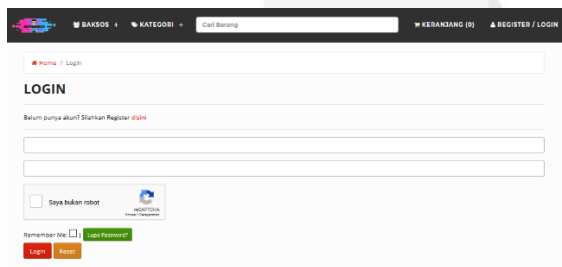 BAKSOS + KATEGORI + Cari Barang KERANJANG (0) REGISTER / LOGIN
Home / Login
LOGIN
Belum punya akun? Silahkan Register disini
Saya bukan robot
reCAPTCHA
Remember Me: | Lupa Password?
Login Reset